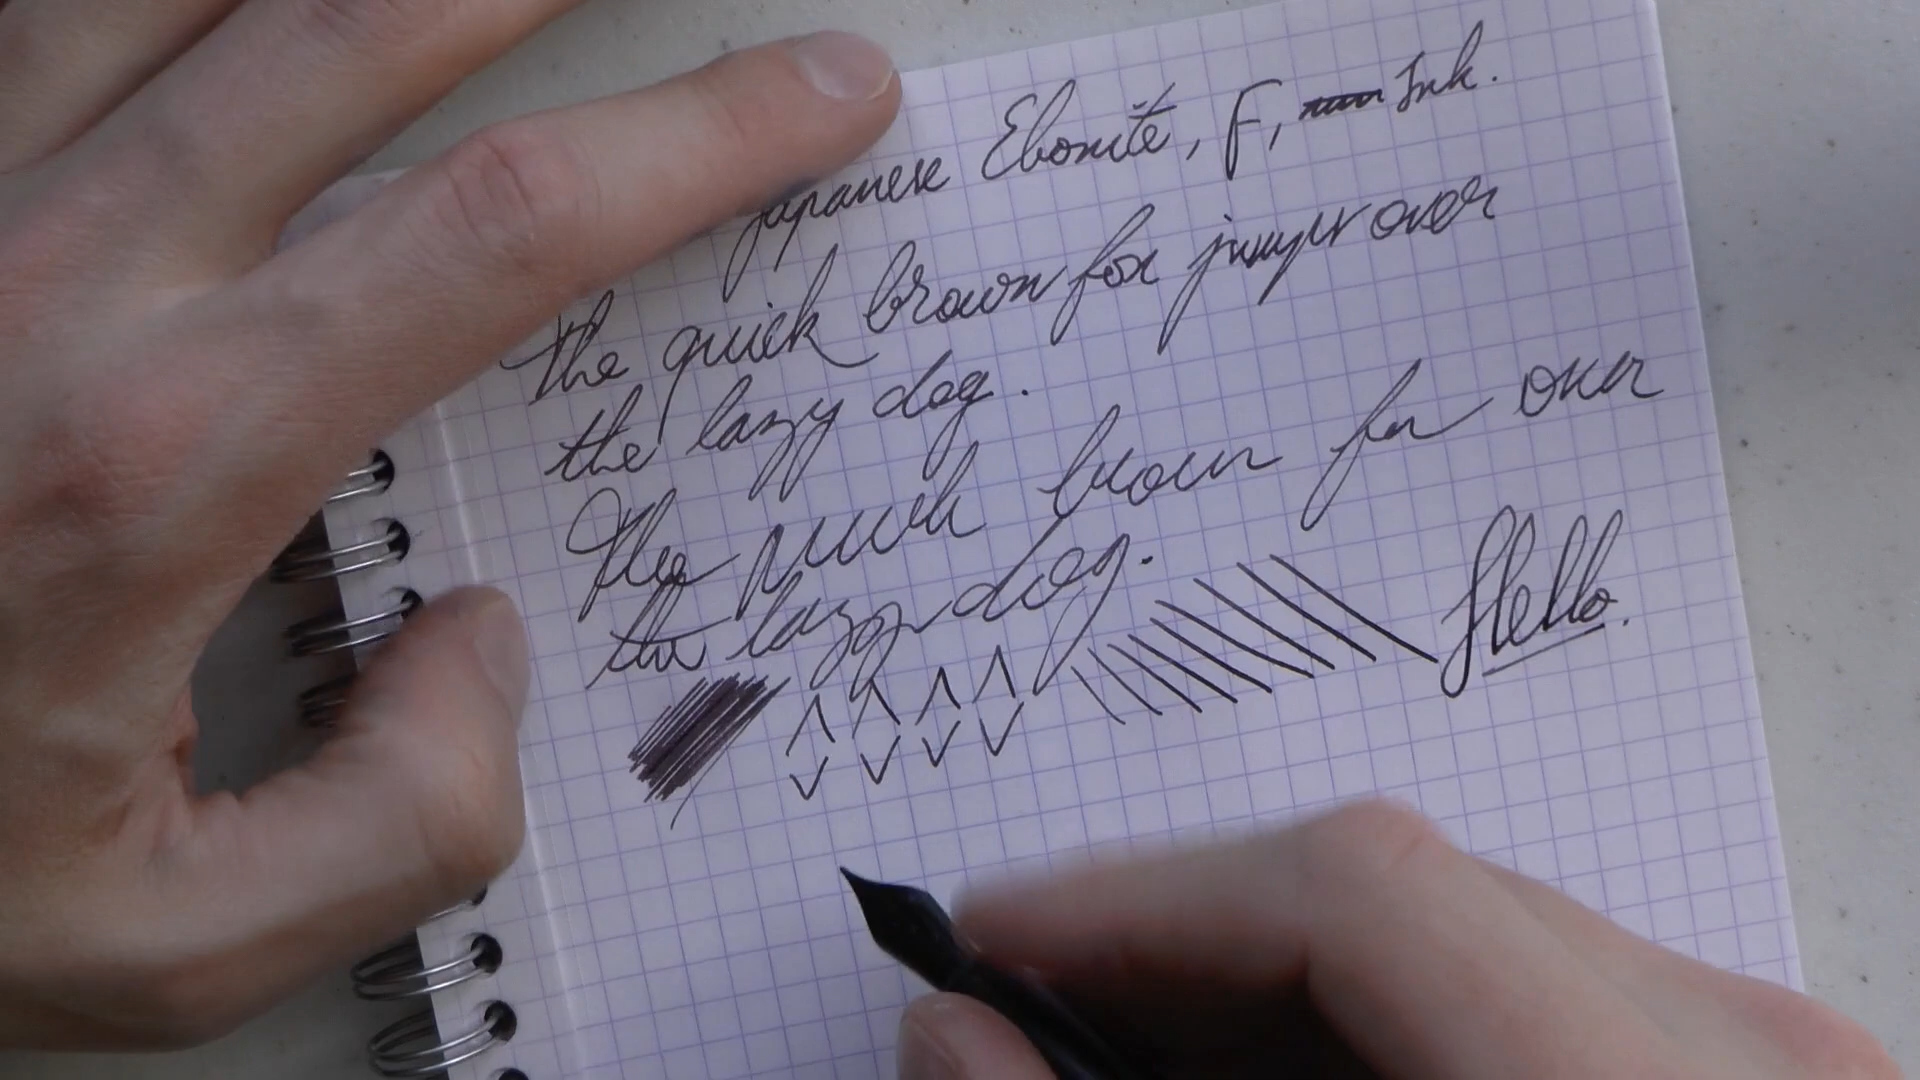 Japanese Ebonite, F, Ink.
The quick brown fox jumps over
the lazy dog.
The quick brown fox over
the lazy dog.
Hello.